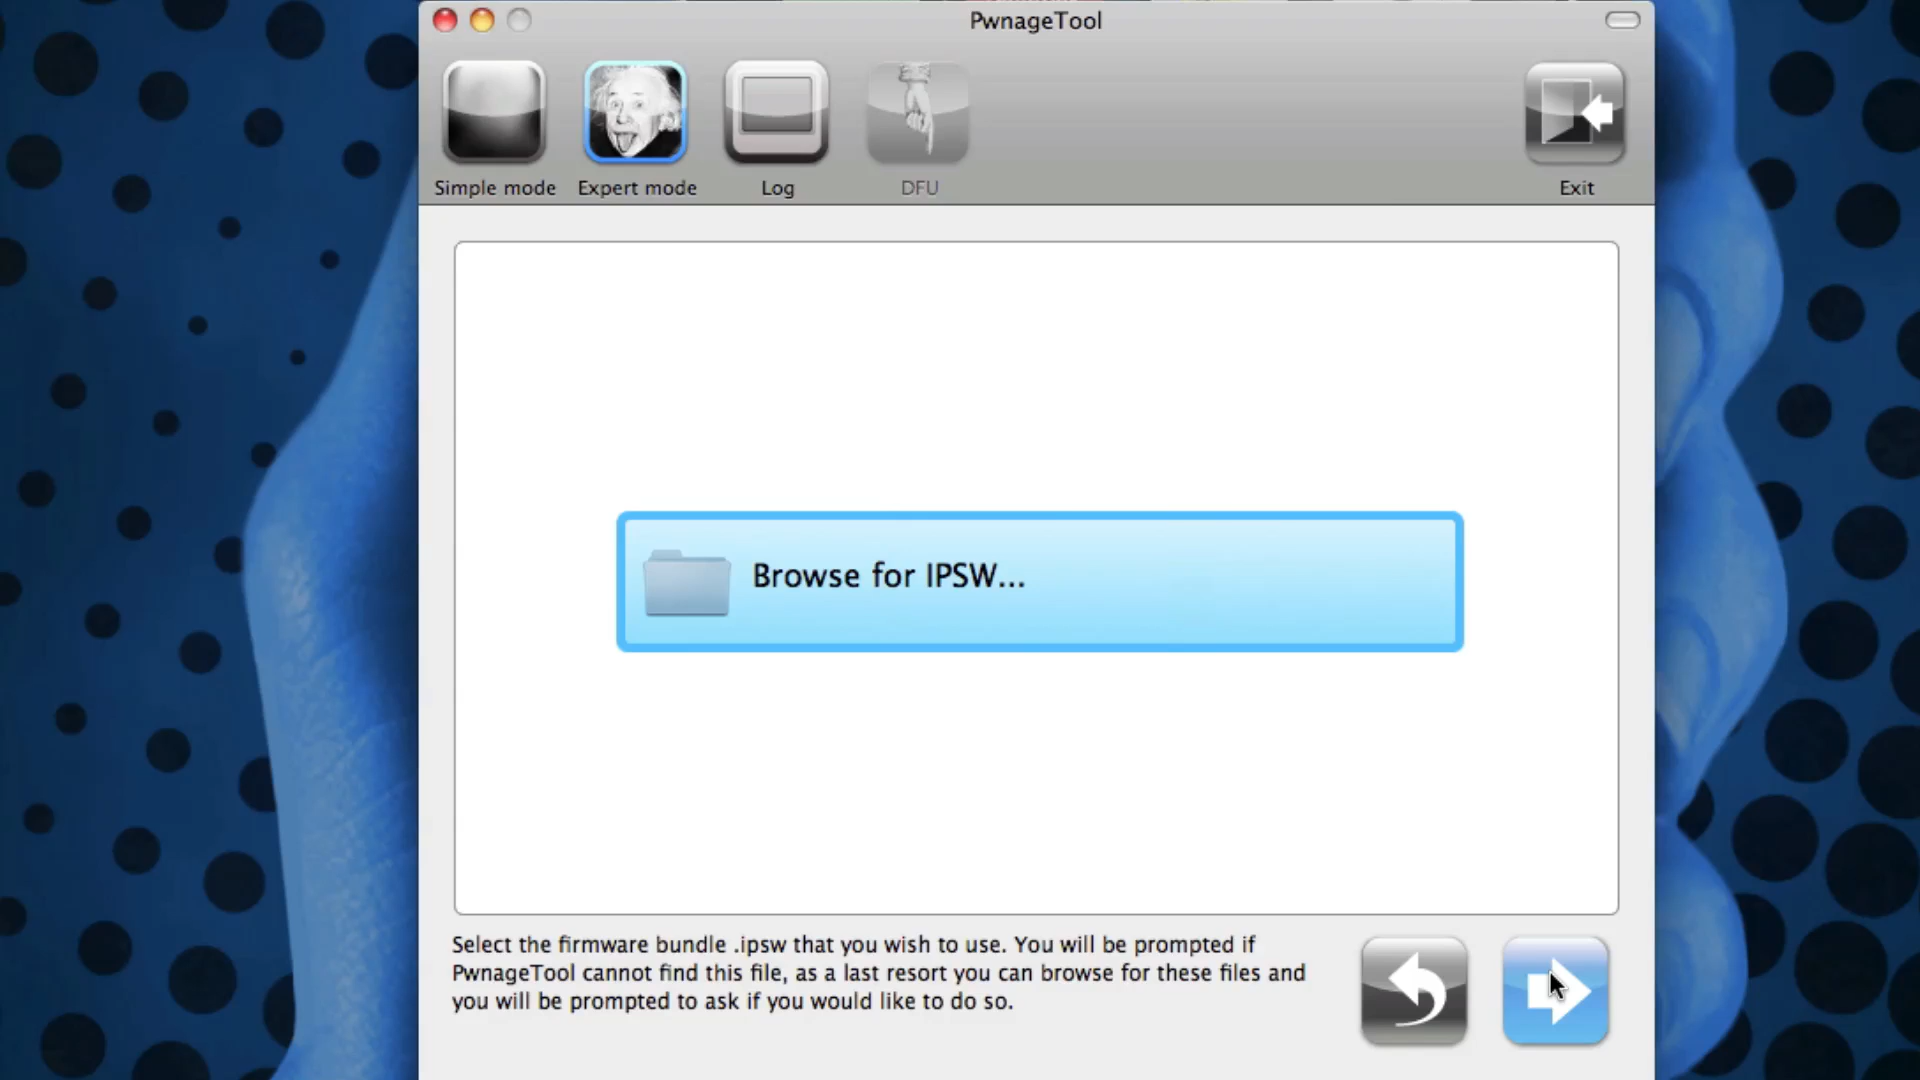 PwnageTool
Simple mode
Expert mode
Log
DFU
Exit
Browse for IPSW...
Select the firmware bundle .ipsw that you wish to use. You will be prompted if
PwnageTool cannot find this file, as a last resort you can browse for these files and
you will be prompted to ask if you would like to do so.